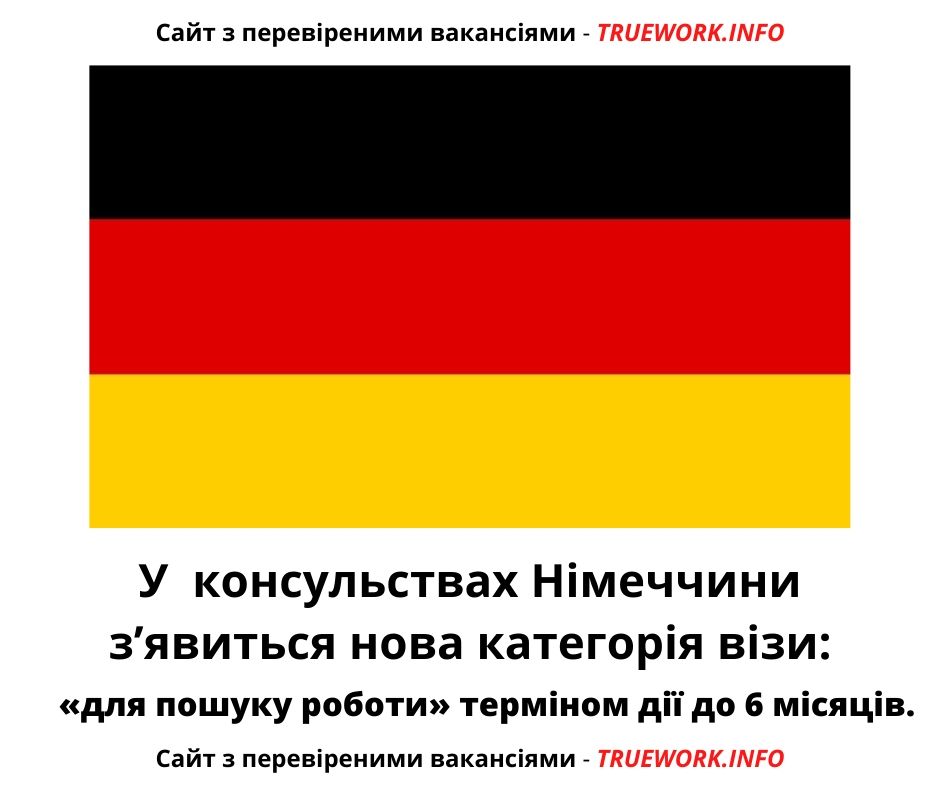 Сайт з перевіреними вакансіями - TRUEWORK.INFO
У консульствах Німеччини
з’явиться нова категорія візи:
«для пошуку роботи» терміном дії до 6 місяців.
Сайт з перевіреними вакансіями - TRUEWORK.INFO